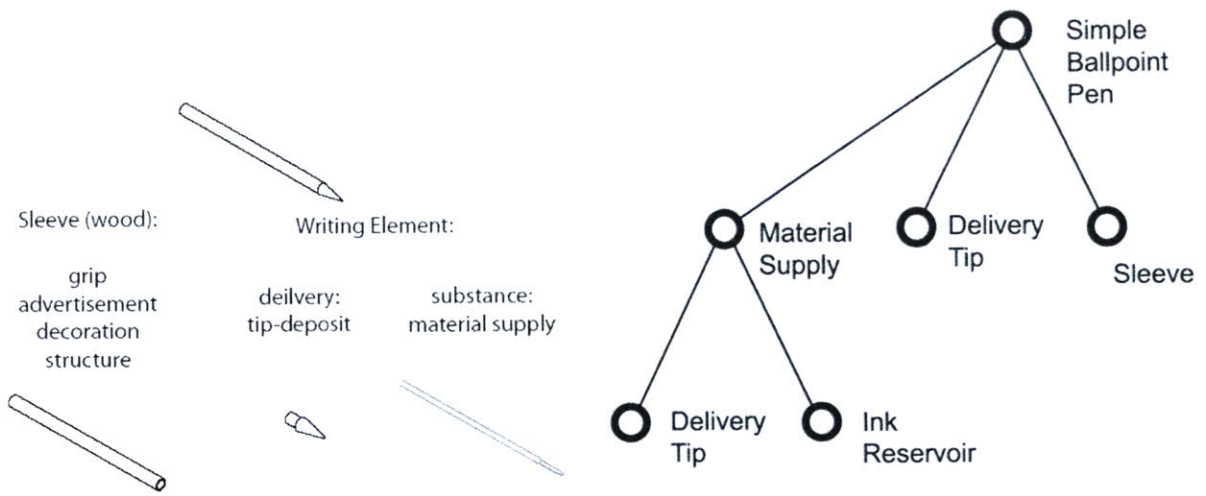 Sleeve (wood):
grip
advertisement
decoration
structure
Writing Element:
deilvery:
tip-deposit
substance:
material supply
Simple
Ballpoint
Pen
Material
Supply
Delivery
Tip
Sleeve
Delivery
Tip
Ink
Reservoir